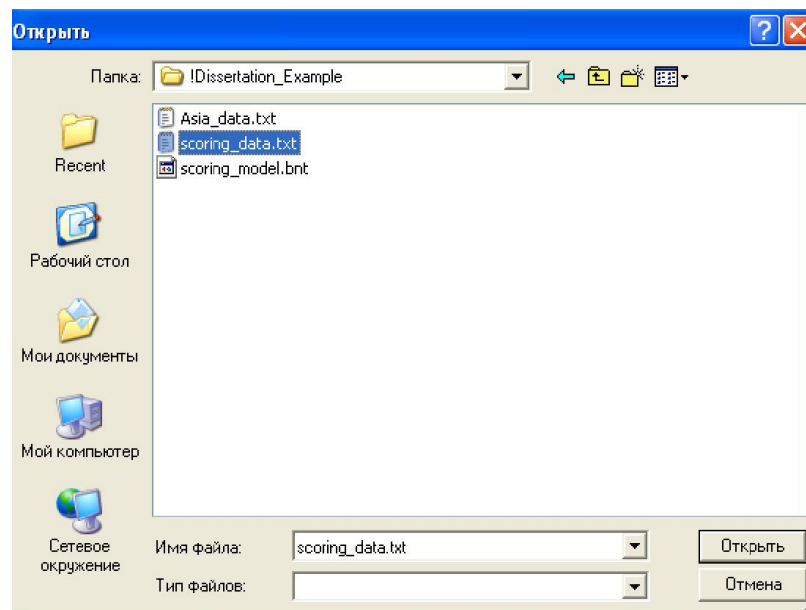 Открыть
Папка:
!Dissertation_Example
Asia_data.txt
scoring_data.txt
scoring_model.bnt
Recent
Рабочий стол
Мои документы
Мой компьютер
Сетевое
окружение
Имя файла:
scoring_data.txt
Открыть
Тип файлов:
Отмена